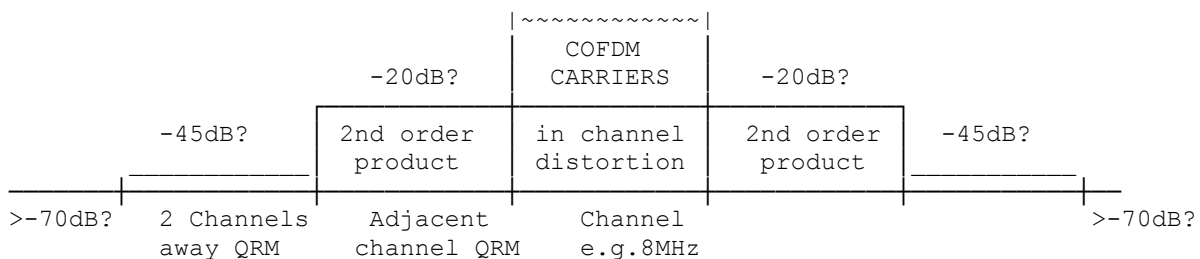 |~~~~~~~~~~~~|
COFDM
-20dB? CARRIERS -20dB?
-45dB? 2nd order in channel 2nd order -45dB?
product distortion product
>-70dB? 2 Channels Adjacent Channel >-70dB?
away QRM channel QRM e.g.8MHz